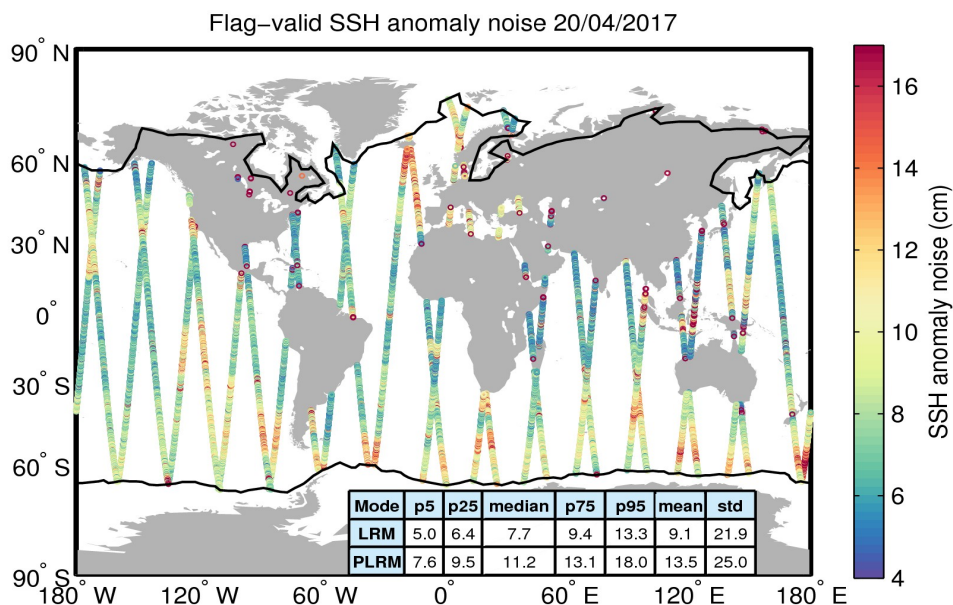 Flag−valid SSH anomaly noise 20/04/2017
90° N
60° N
30° N
0°
30° S
60° S
90° S
180° W 120° W 60° W 0° 60° E 120° E 180° E
Mode p5 p25 median p75 p95 mean std
LRM 5.0 6.4 7.7 9.4 13.3 9.1 21.9
PLRM 7.6 9.5 11.2 13.1 18.0 13.5 25.0
16
14
12
10
8
6
4
SSH anomaly noise (cm)